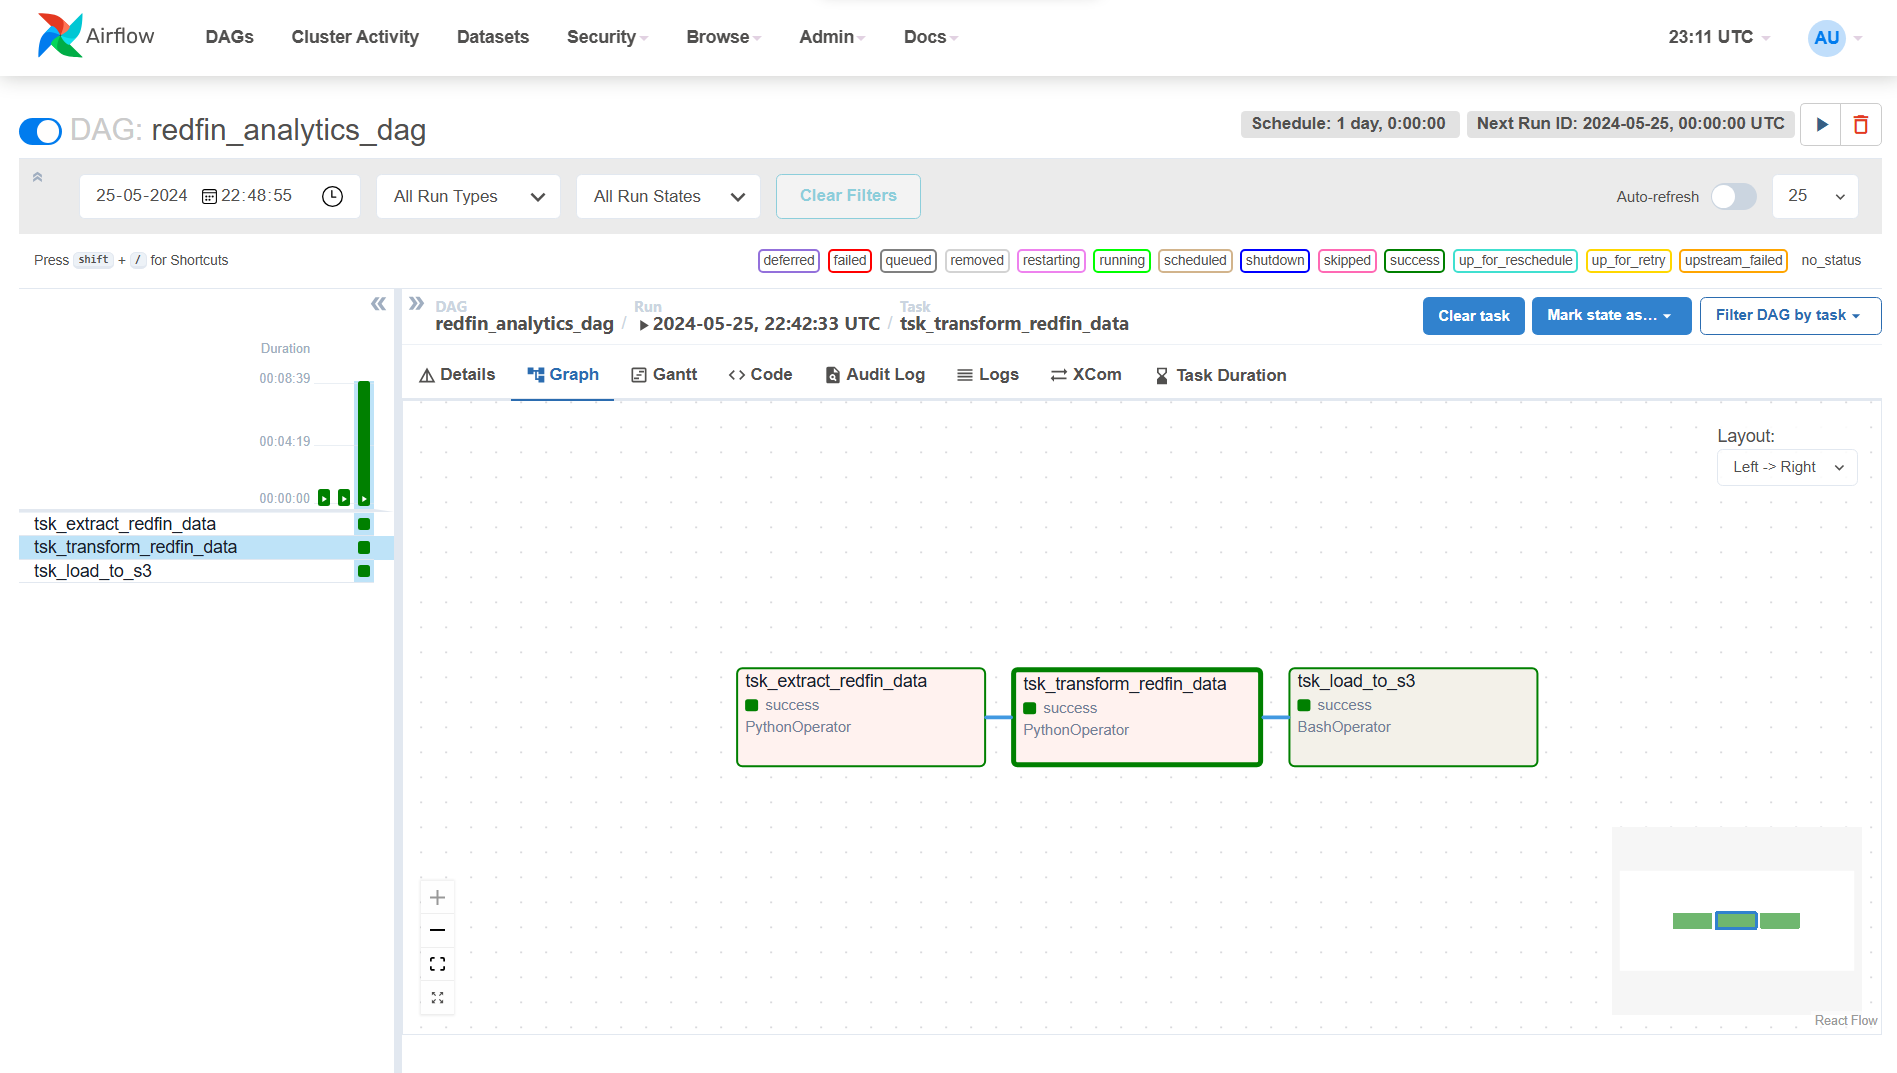 Airflow
DAGs
Cluster Activity
Datasets
Security
Browse
Admin
Docs
23:11 UTC
AU
DAG: redfin_analytics_dag
Schedule: 1 day, 0:00:00
Next Run ID: 2024-05-25, 00:00:00 UTC
25-05-2024 22:48:55
All Run Types
All Run States
Clear Filters
Auto-refresh
25
Press shift + / for Shortcuts
deferred
failed
queued
removed
restarting
running
scheduled
shutdown
skipped
success
up_for_reschedule
up_for_retry
upstream_failed
no_status
Duration
00:08:39
00:04:19
00:00:00
tsk_extract_redfin_data
tsk_transform_redfin_data
tsk_load_to_s3
DAG
redfin_analytics_dag
/
Run
2024-05-25, 22:42:33 UTC
/
Task
tsk_transform_redfin_data
Clear task
Mark state as...
Filter DAG by task
Details
Graph
Gantt
Code
Audit Log
Logs
XCom
Task Duration
Layout:
Left -> Right
tsk_extract_redfin_data
success
PythonOperator
tsk_transform_redfin_data
success
PythonOperator
tsk_load_to_s3
success
BashOperator
React Flow